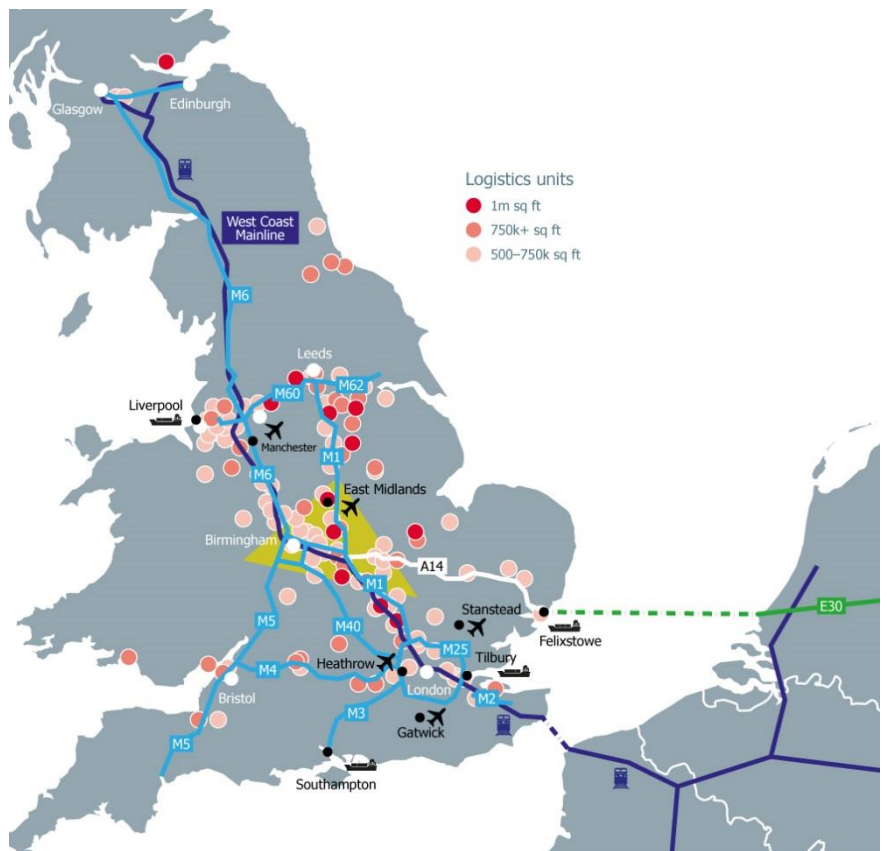 Glasgow
Edinburgh
Logistics units
1m sq ft
750k+ sq ft
500–750k sq ft
West Coast
Mainline
M6
Leeds
M62
M60
Liverpool
Manchester
M1
M6
East Midlands
Birmingham
A14
M1
M5
Stanstead
E30
M40
Felixstowe
M25
Heathrow
Tilbury
M4
London
Bristol
M2
M3
Gatwick
M5
Southampton